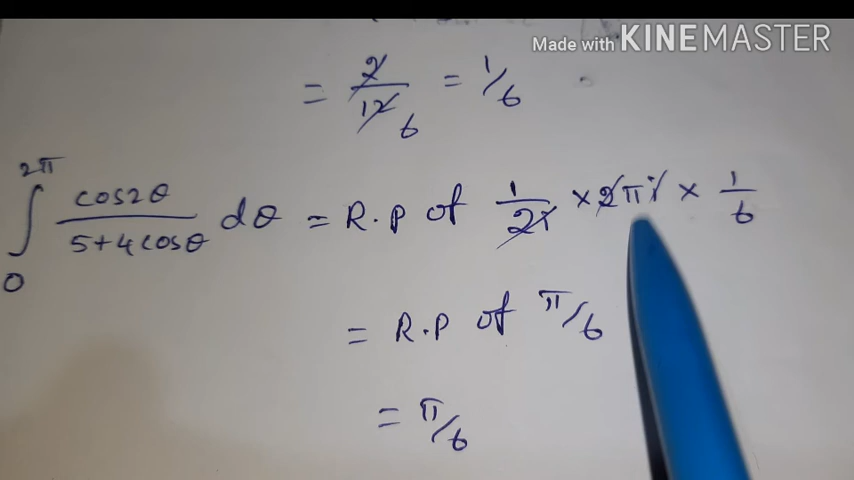 Made with KINEMASTER
= 2/12 6 = 1/6
∫ 0 2π cos2θ/5+4cosθ dθ = R.P of 1/2i × 2πi × 1/6
= R.P of π/6
= π/6